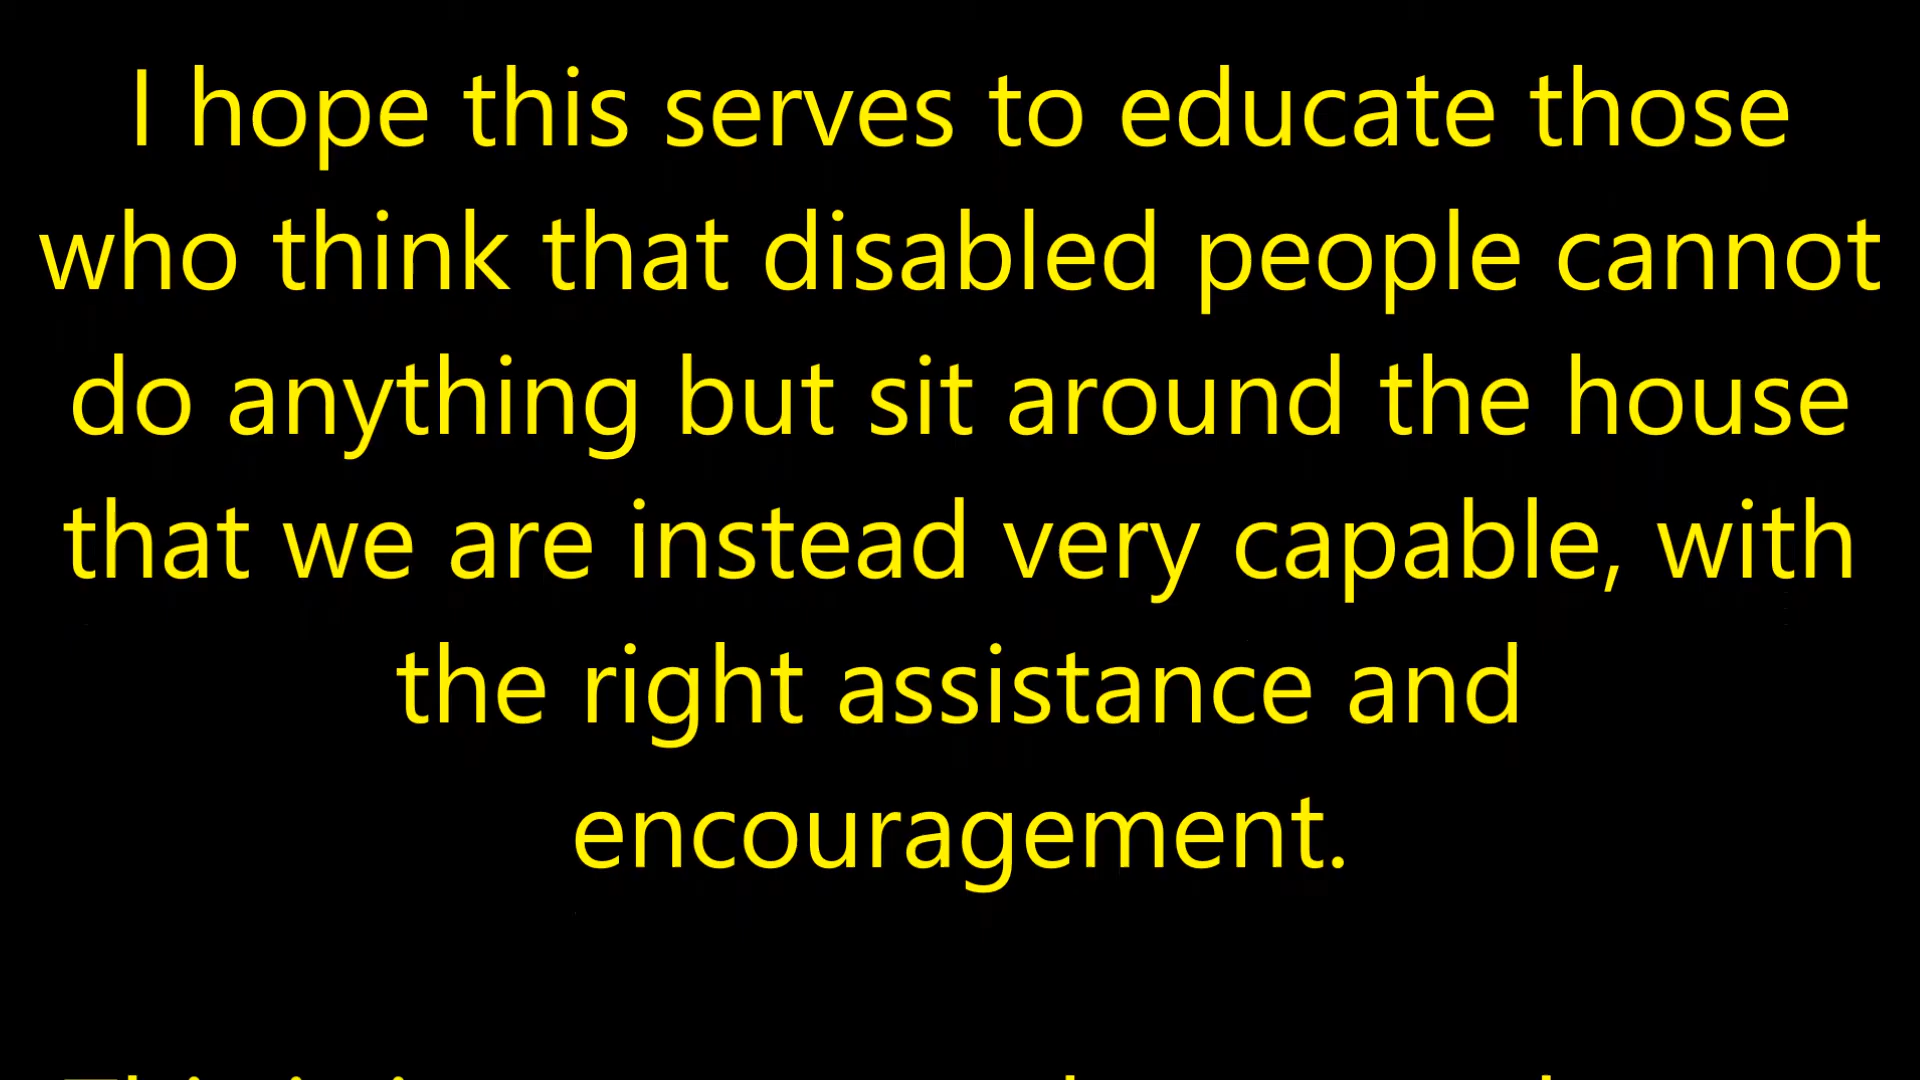 I hope this serves to educate those
who think that disabled people cannot
do anything but sit around the house
that we are instead very capable, with
the right assistance and
encouragement.